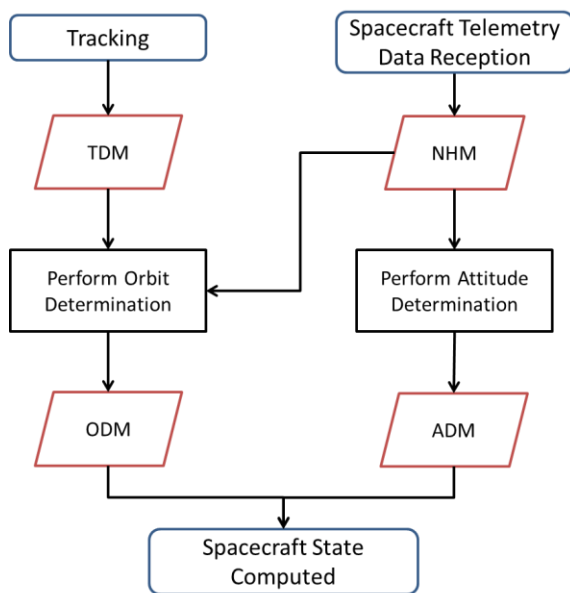 Tracking
Spacecraft Telemetry
Data Reception
TDM
NHM
Perform Orbit
Determination
Perform Attitude
Determination
ODM
ADM
Spacecraft State
Computed